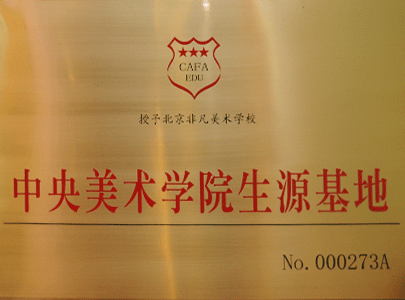 ★★★
CAFA
EDU
授予北京非凡美术学校
中央美术学院生源基地
No. 000273A